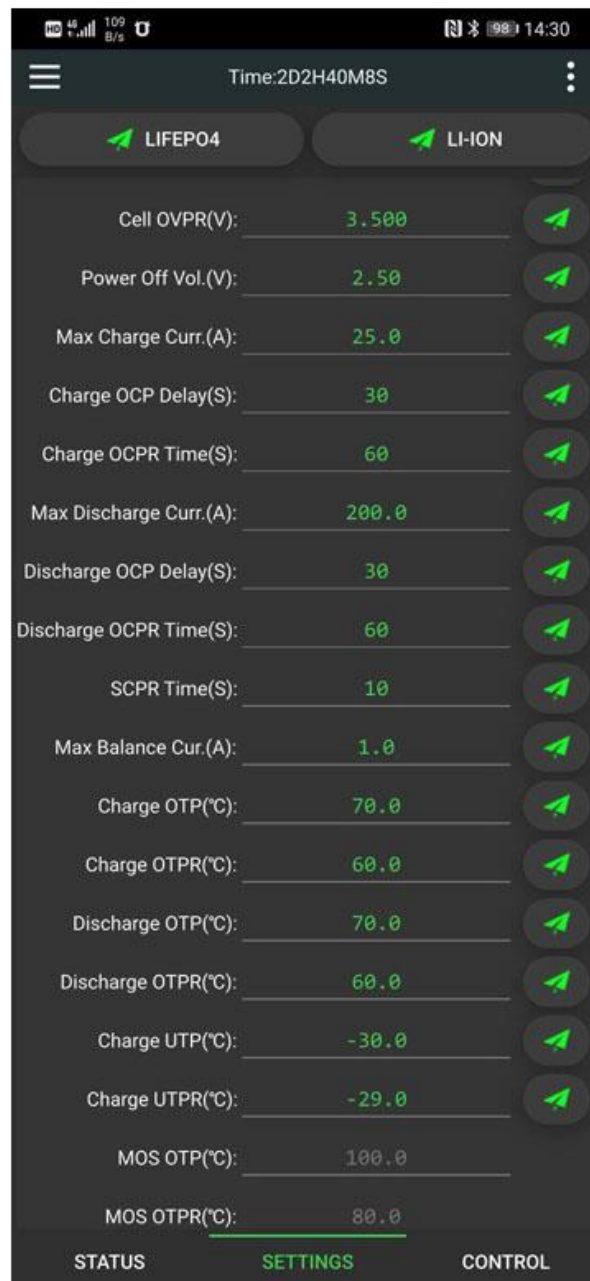 HD 4G 109 B/s 98 14:30
Time:2D2H40M8S
LIFEPO4 LI-ION
Cell OVPR(V): 3.500
Power Off Vol.(V): 2.50
Max Charge Curr.(A): 25.0
Charge OCP Delay(S): 30
Charge OCPR Time(S): 60
Max Discharge Curr.(A): 200.0
Discharge OCP Delay(S): 30
Discharge OCPR Time(S): 60
SCPR Time(S): 10
Max Balance Cur.(A): 1.0
Charge OTP(℃): 70.0
Charge OTPR(℃): 60.0
Discharge OTP(℃): 70.0
Discharge OTPR(℃): 60.0
Charge UTP(℃): -30.0
Charge UTPR(℃): -29.0
MOS OTP(℃): 100.0
MOS OTPR(℃): 80.0
STATUS SETTINGS CONTROL